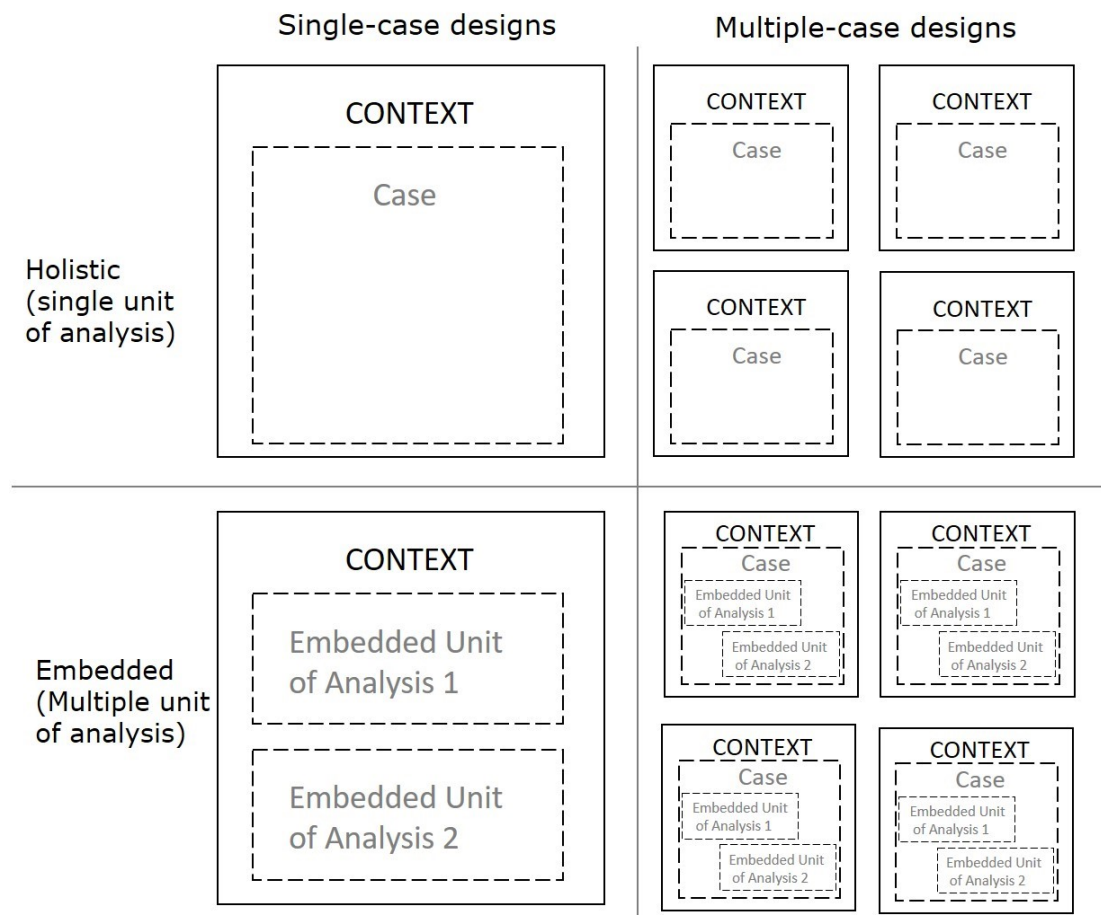 Single-case designs
Multiple-case designs
Holistic
(single unit
of analysis)
CONTEXT
Case
CONTEXT
Case
CONTEXT
Case
CONTEXT
Case
CONTEXT
Case
Embedded
(Multiple unit
of analysis)
CONTEXT
Embedded Unit
of Analysis 1
Embedded Unit
of Analysis 2
CONTEXT
Case
Embedded Unit
of Analysis 1
Embedded Unit
of Analysis 2
CONTEXT
Case
Embedded Unit
of Analysis 1
Embedded Unit
of Analysis 2
CONTEXT
Case
Embedded Unit
of Analysis 1
Embedded Unit
of Analysis 2
CONTEXT
Case
Embedded Unit
of Analysis 1
Embedded Unit
of Analysis 2